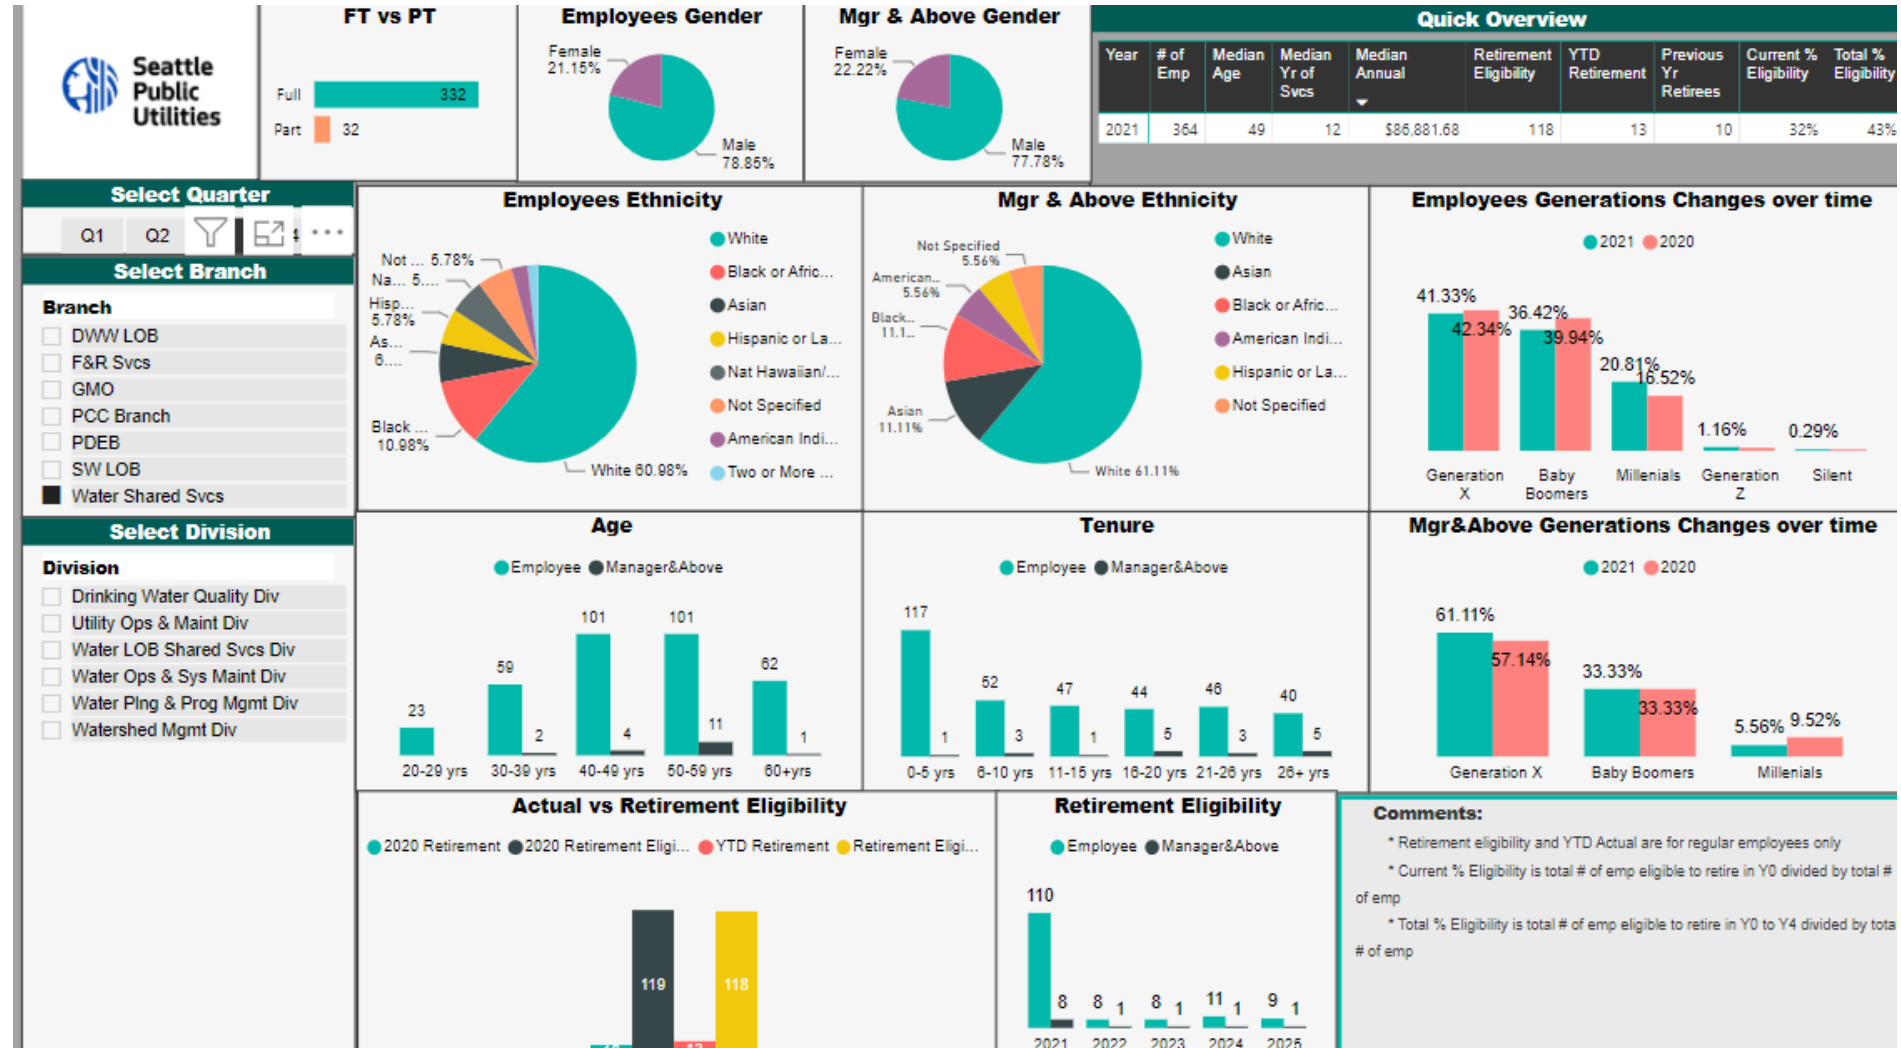 Seattle
Public
Utilities
FT vs PT
Full
332
Part
32
Employees Gender
Female
21.15%
Male
78.85%
Mgr & Above Gender
Female
22.22%
Male
77.78%
Quick Overview
Year
# of
Emp
Median
Age
Median
Yr of
Svcs
Median
Annual
Retirement
Eligibility
YTD
Retirement
Previous
Yr
Retirees
Current %
Eligibility
Total %
Eligibility
2021 364 49 12 $86,881.68 118 13 10 32% 43%
Select Quarter
Q1 Q2 4
Select Branch
Branch
DWW LOB
F&R Svcs
GMO
PCC Branch
PDEB
SW LOB
Water Shared Svcs
Select Division
Division
Drinking Water Quality Div
Utility Ops & Maint Div
Water LOB Shared Svcs Div
Water Ops & Sys Maint Div
Water Plng & Prog Mgmt Div
Watershed Mgmt Div
Employees Ethnicity
Not ... 5.78%
Na... 5....
Hisp...
5.78%
As...
6....
Black ...
10.98%
White 60.98%
White
Black or Afric...
Asian
Hispanic or La...
Nat Hawaiian/...
Not Specified
American Indi...
Two or More ...
Mgr & Above Ethnicity
Not Specified
5.56%
American...
5.56%
Black...
11.1...
Asian
11.11%
White 61.11%
White
Asian
Black or Afric...
American Indi...
Hispanic or La...
Not Specified
Employees Generations Changes over time
2021 2020
41.33%
42.34%
36.42%
39.94%
20.81%
16.52%
1.16%
0.29%
Generation
X
Baby
Boomers
Millenials
Generation
Z
Silent
Age
Employee Manager&Above
23
59
2
101
4
101
11
62
1
20-29 yrs 30-39 yrs 40-49 yrs 50-59 yrs 60+yrs
Tenure
Employee Manager&Above
117
1
52
3
47
1
44
5
46
3
40
5
0-5 yrs 6-10 yrs 11-15 yrs 16-20 yrs 21-26 yrs 26+ yrs
Mgr&Above Generations Changes over time
2021 2020
61.11%
57.14%
33.33%
33.33%
5.56%
9.52%
Generation X Baby Boomers Millenials
Actual vs Retirement Eligibility
2020 Retirement 2020 Retirement Eligi... YTD Retirement Retirement Eligi...
119
118
13
Retirement Eligibility
Employee Manager&Above
110
8
8
1
8
1
11
1
9
1
2021 2022 2023 2024 2025
Comments:
* Retirement eligibility and YTD Actual are for regular employees only
* Current % Eligibility is total # of emp eligible to retire in Y0 divided by total #
of emp
* Total % Eligibility is total # of emp eligible to retire in Y0 to Y4 divided by tota
# of emp